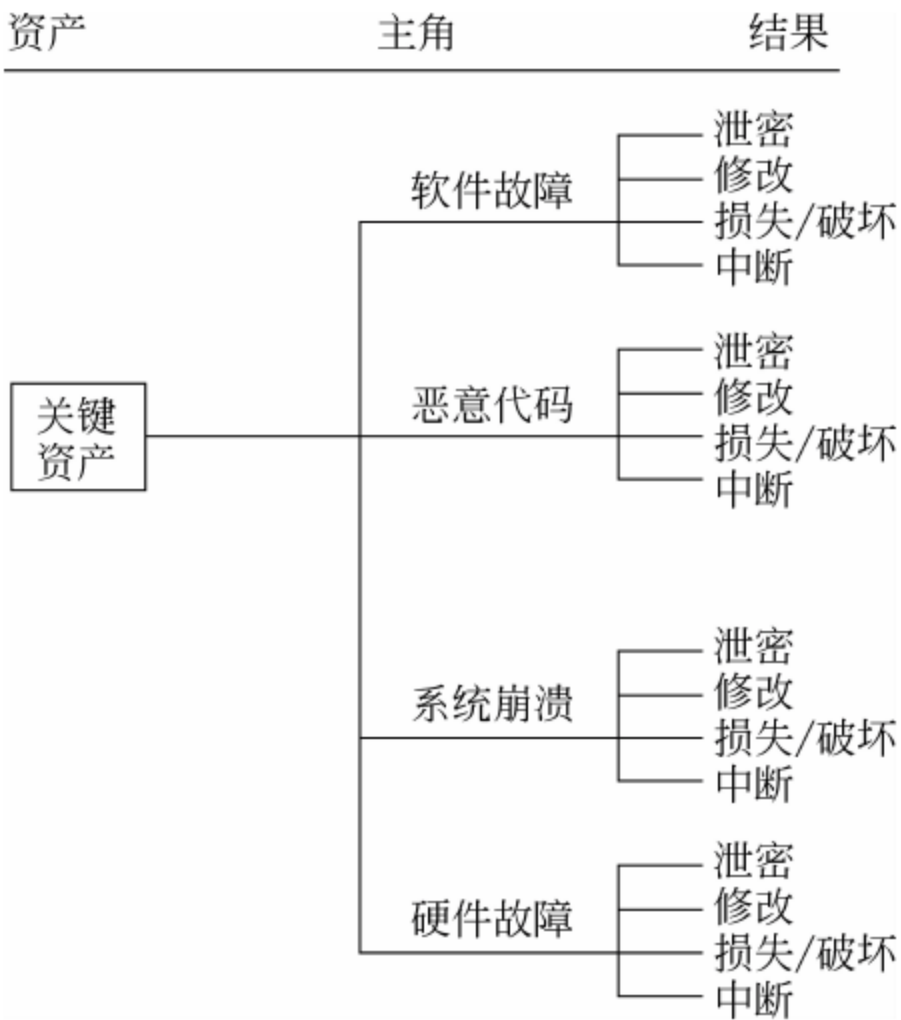 资产 主角 结果
泄密
软件故障 修改
损失/破坏
中断
泄密
恶意代码 修改
关键 损失/破坏
资产 中断
泄密
系统崩溃 修改
损失/破坏
中断
泄密
硬件故障 修改
损失/破坏
中断